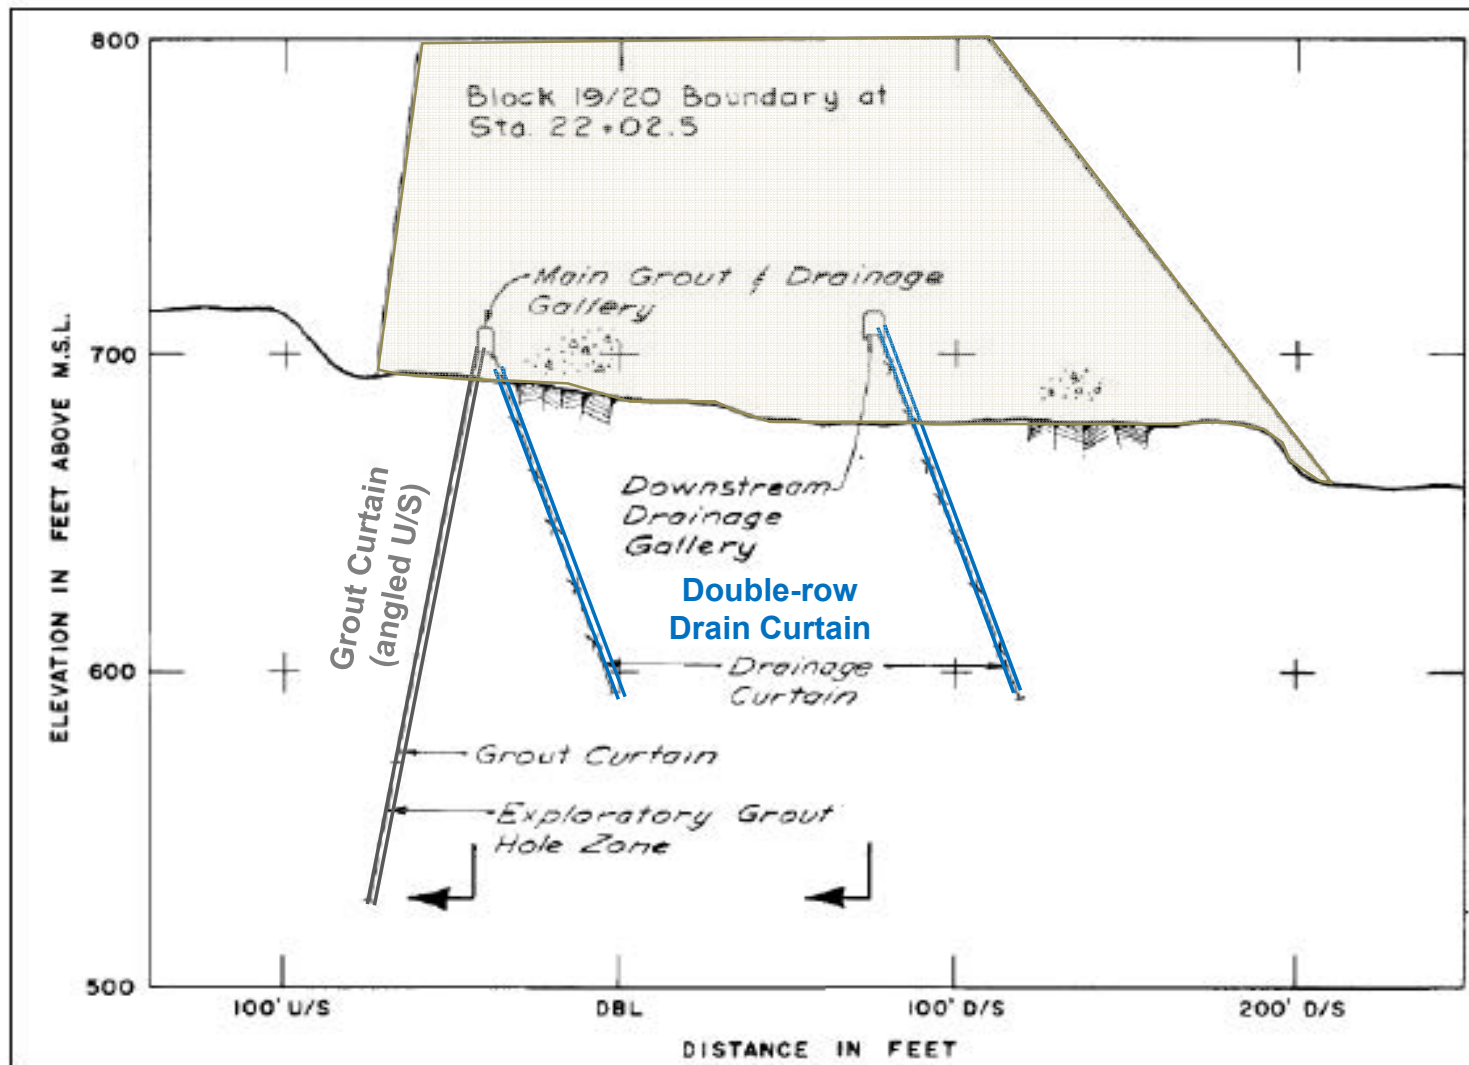 800
Block 19/20 Boundary at
Sta. 22+02.5
Main Grout & Drainage
Gallery
700
ELEVATION IN FEET ABOVE M.S.L.
Grout Curtain
(angled U/S)
Downstream
Drainage
Gallery
Double-row
Drain Curtain
600
Drainage
Curtain
Grout Curtain
Exploratory Grout
Hole Zone
500
100' U/S
DBL
100' D/S
200' D/S
DISTANCE IN FEET